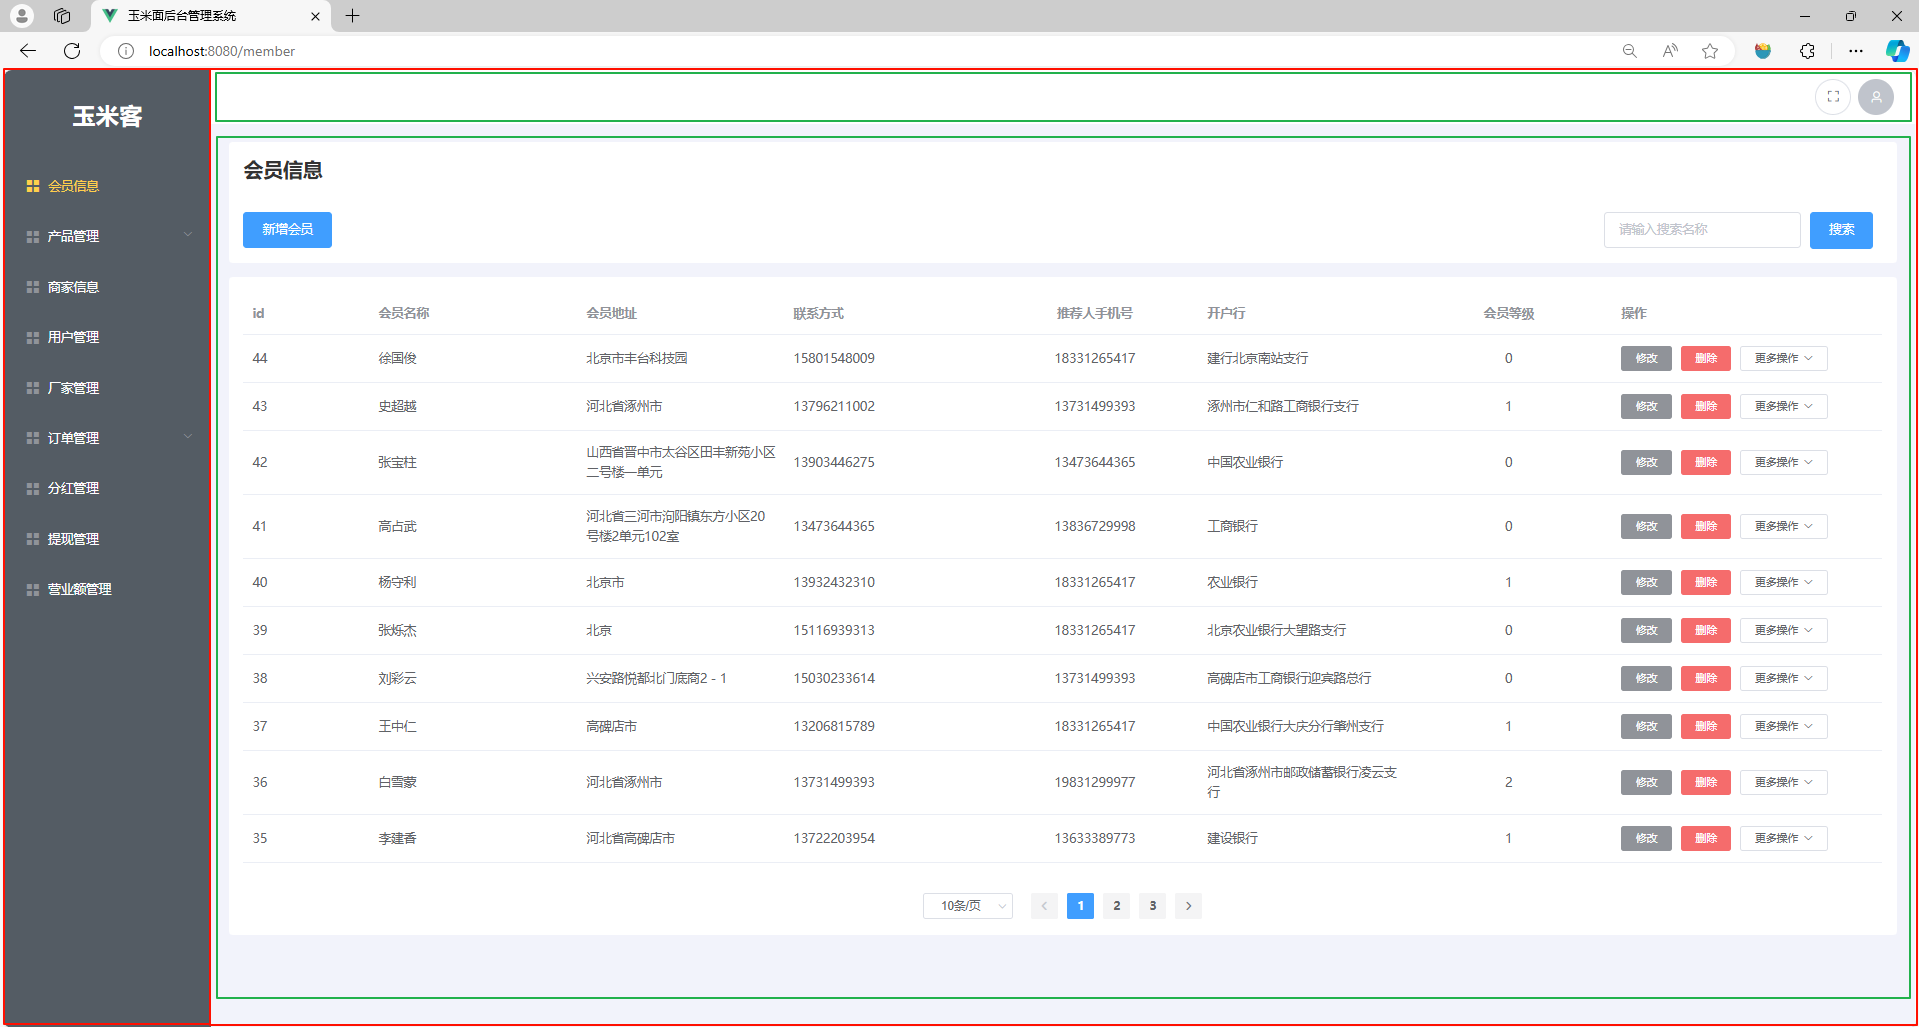 玉米面后台管理系统
localhost:8080/member
玉米客
会员信息
产品管理
商家信息
用户管理
厂家管理
订单管理
分红管理
提现管理
营业额管理
会员信息
新增会员
请输入搜索名称
搜索
id 会员名称 会员地址 联系方式 推荐人手机号 开户行 会员等级 操作
44 徐国俊 北京市丰台科技园 15801548009 18331265417 建行北京南站支行 0 修改 删除 更多操作
43 史超越 河北省涿州市 13796211002 13731499393 涿州市仁和路工商银行支行 1 修改 删除 更多操作
42 张宝柱 山西省晋中市太谷区田丰新苑小区二号楼一单元 13903446275 13473644365 中国农业银行 0 修改 删除 更多操作
41 高占武 河北省三河市泃阳镇东方小区20号楼2单元102室 13473644365 13836729998 工商银行 0 修改 删除 更多操作
40 杨守利 北京市 13932432310 18331265417 农业银行 1 修改 删除 更多操作
39 张烁杰 北京 15116939313 18331265417 北京农业银行大望路支行 0 修改 删除 更多操作
38 刘彩云 兴安路悦都北门底商2 - 1 15030233614 13731499393 高碑店市工商银行迎宾路总行 0 修改 删除 更多操作
37 王中仁 高碑店市 13206815789 18331265417 中国农业银行大庆分行肇州支行 1 修改 删除 更多操作
36 白雪蒙 河北省涿州市 13731499393 19831299977 河北省涿州市邮政储蓄银行凌云支行 2 修改 删除 更多操作
35 李建香 河北省高碑店市 13722203954 13633389773 建设银行 1 修改 删除 更多操作
10条/页 1 2 3